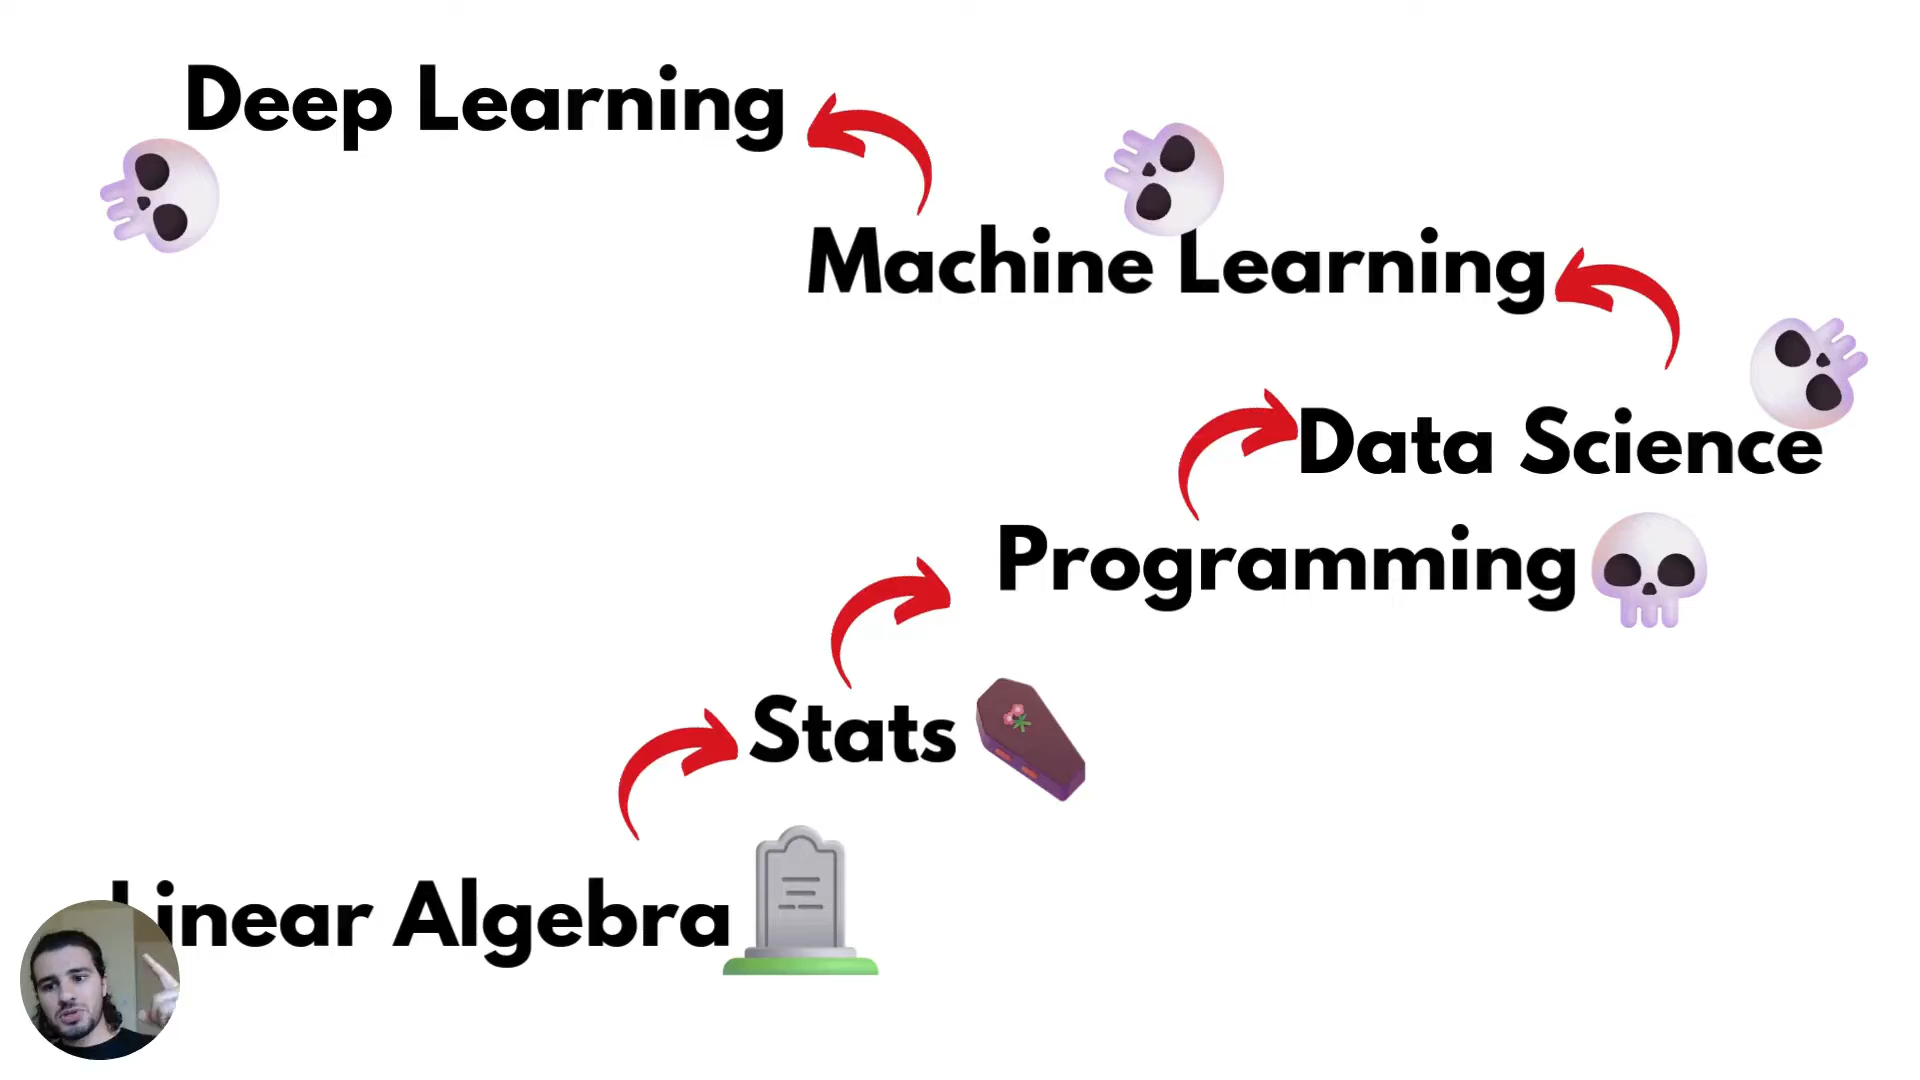 Deep Learning
Machine Learning
Data Science
Programming
Stats
Linear Algebra